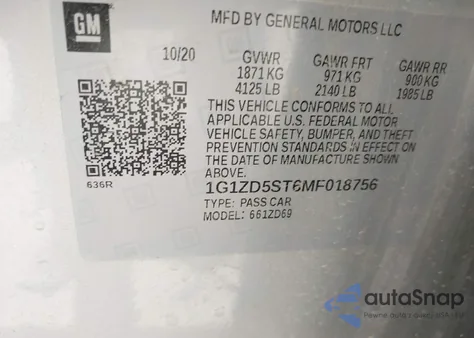 GM
MFD BY GENERAL MOTORS LLC
10/20 GVWR GAWR FRT GAWR RR
1871 KG 971 KG 900 KG
4125 LB 2140 LB 1985 LB
THIS VEHICLE CONFORMS TO ALL
APPLICABLE U.S. FEDERAL MOTOR
VEHICLE SAFETY, BUMPER, AND THEFT
PREVENTION STANDARDS IN EFFECT ON
THE DATE OF MANUFACTURE SHOWN
ABOVE.
636R
1G1ZD5ST6MF018756
TYPE: PASS CAR
MODEL: 661ZD69
autoSnap